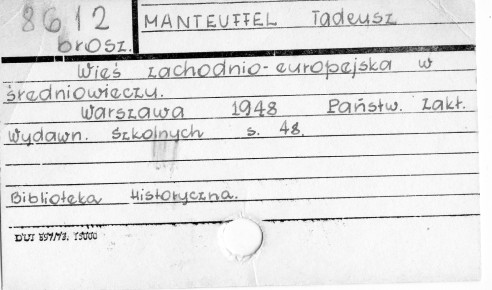 8612
brosz.
MANTEUFFEL Tadeusz
Wieś zachodnio-europejska w
średniowieczu.
Warszawa 1948 Państw. Zakł.
Wydawn. Szkolnych s. 48.
Biblioteka Historyczna.